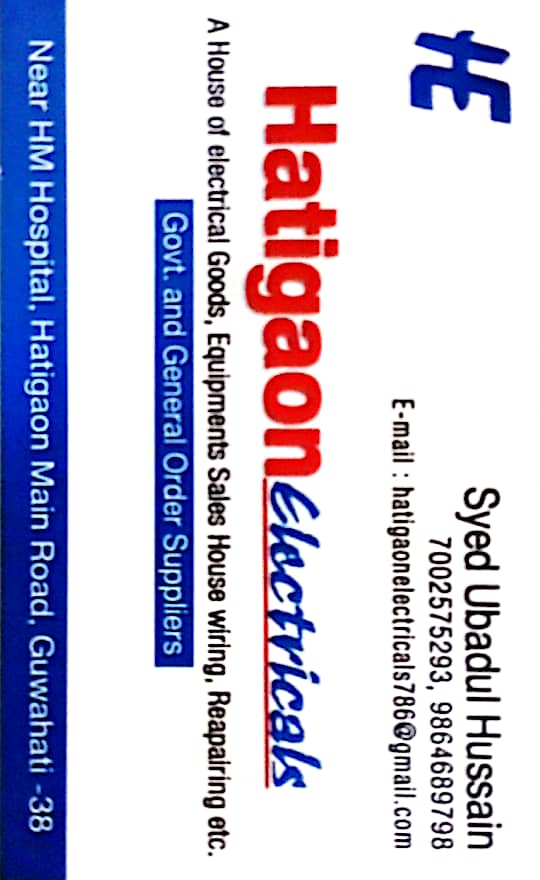 HE
Syed Ubadul Hussain
7002575293, 9864689798
E-mail : hatigaonelectricals786@gmail.com
Hatigaon Electricals
A House of electrical Goods, Equipments Sales House wiring, Reapairing etc.
Govt. and General Order Suppliers
Near HM Hospital, Hatigaon Main Road, Guwahati -38